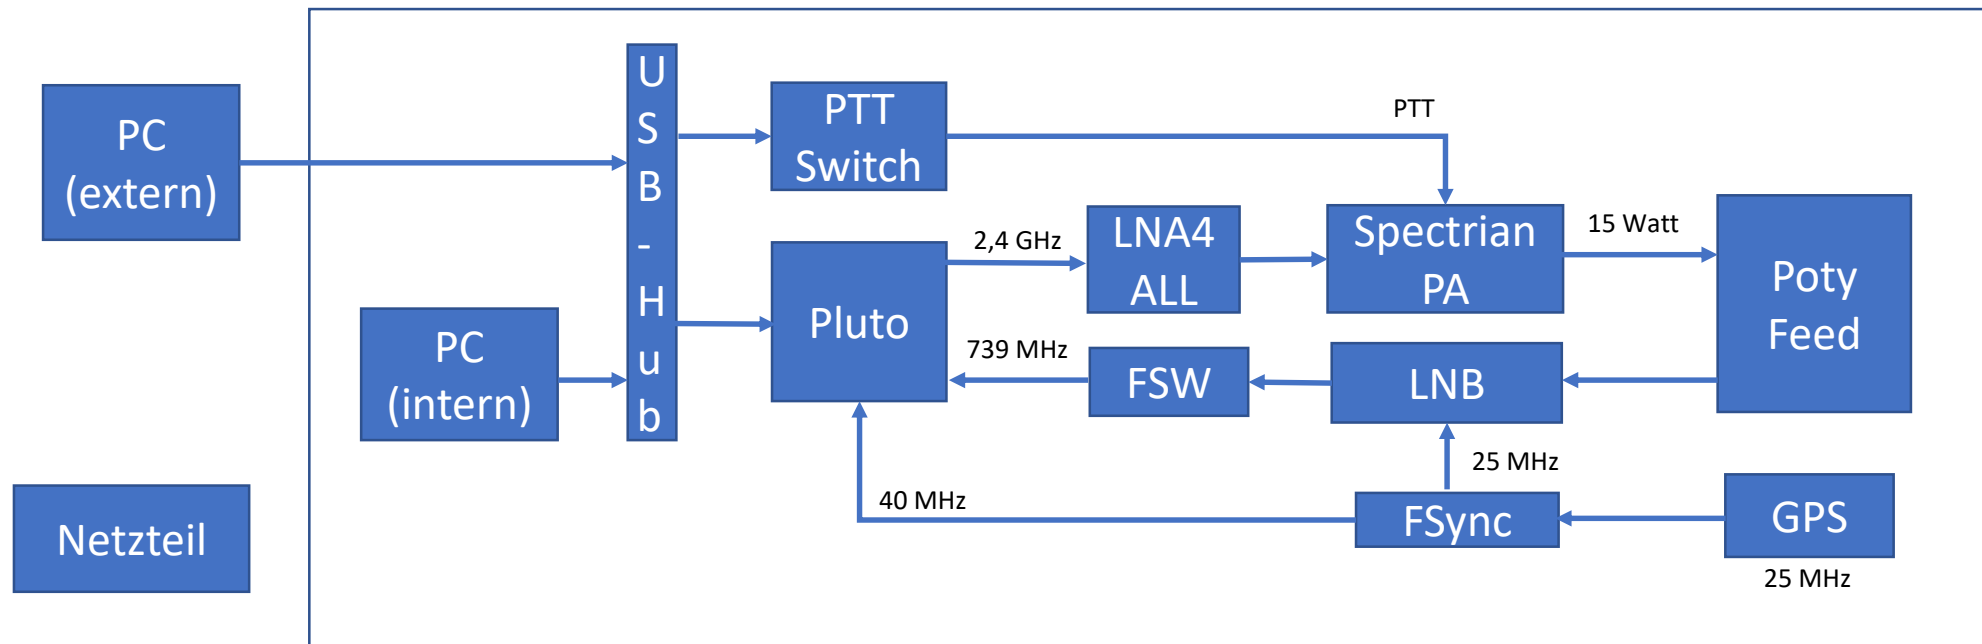 PC
(extern)
U
S
B
-
H
u
b
PTT
Switch
PTT
PC
(intern)
Pluto
2,4 GHz
LNA4
ALL
Spectrian
PA
15 Watt
Poty
Feed
739 MHz
FSW
LNB
25 MHz
40 MHz
FSync
GPS
25 MHz
Netzteil